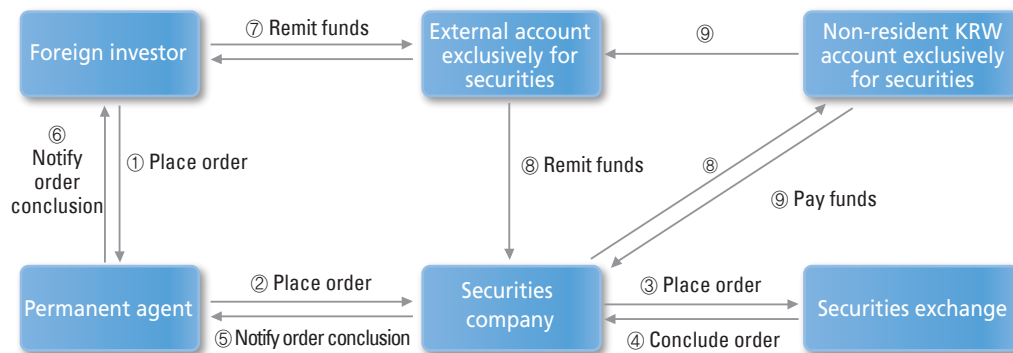 Foreign investor
⑦ Remit funds
External account
exclusively for
securities
⑨
Non-resident KRW
account exclusively
for securities
⑥
Notify
order
conclusion
① Place order
⑧ Remit funds
⑧
⑨ Pay funds
Permanent agent
② Place order
⑤ Notify order conclusion
Securities
company
③ Place order
④ Conclude order
Securities exchange